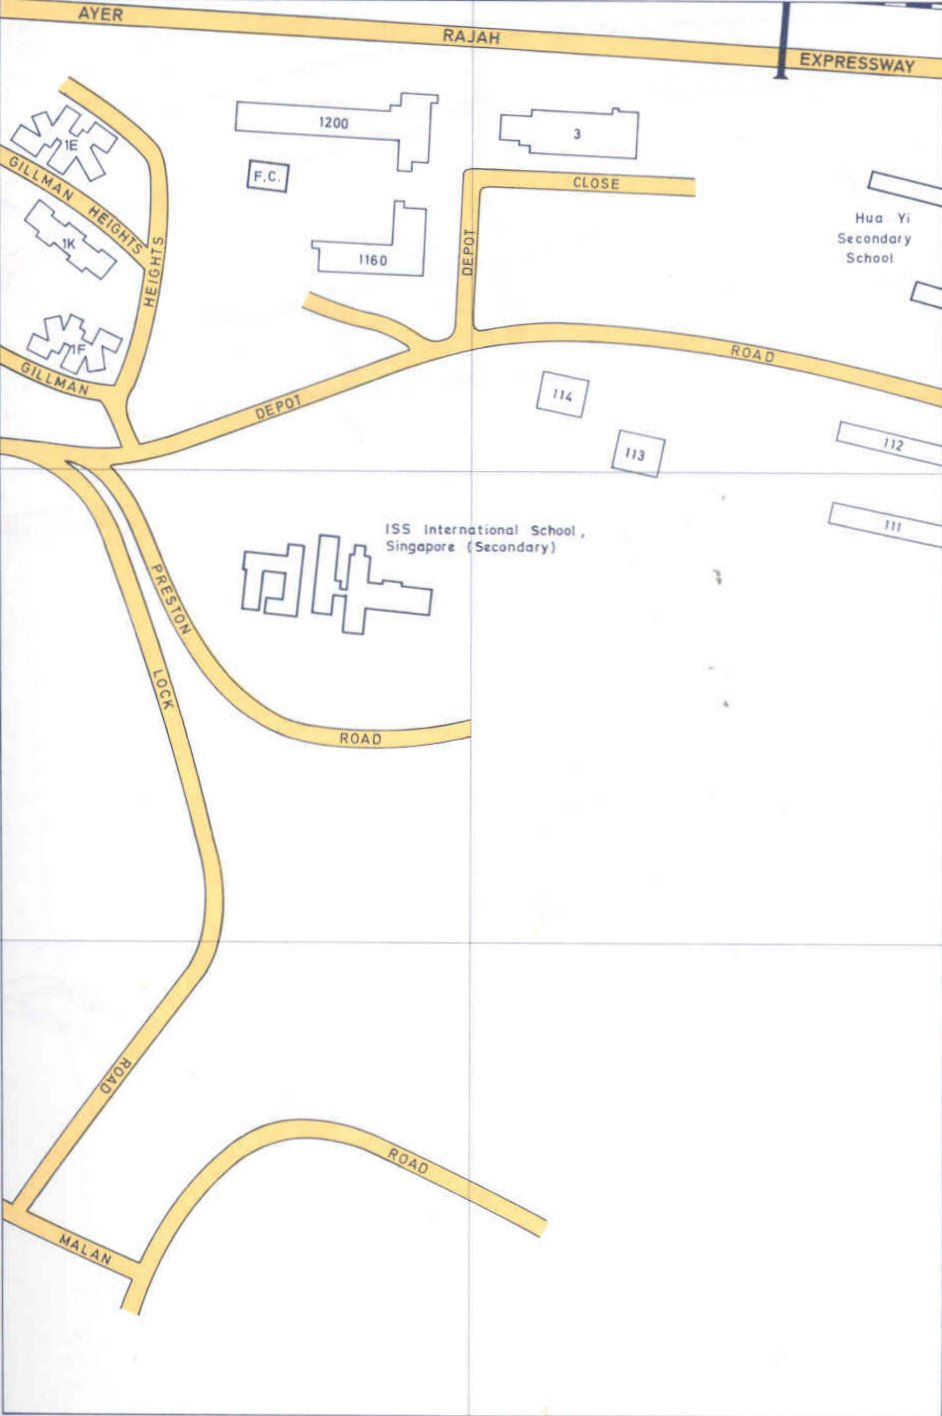 AYER
RAJAH
EXPRESSWAY
1200
3
1E
F.C.
CLOSE
GILLMAN HEIGHTS
HEIGHTS
DEPOT
Hua Yi
Secondary
School
1K
1160
1F
GILLMAN
ROAD
DEPOT
114
113
112
111
ISS International School,
Singapore (Secondary)
PRESTON
LOCK
ROAD
ROAD
ROAD
MALAN